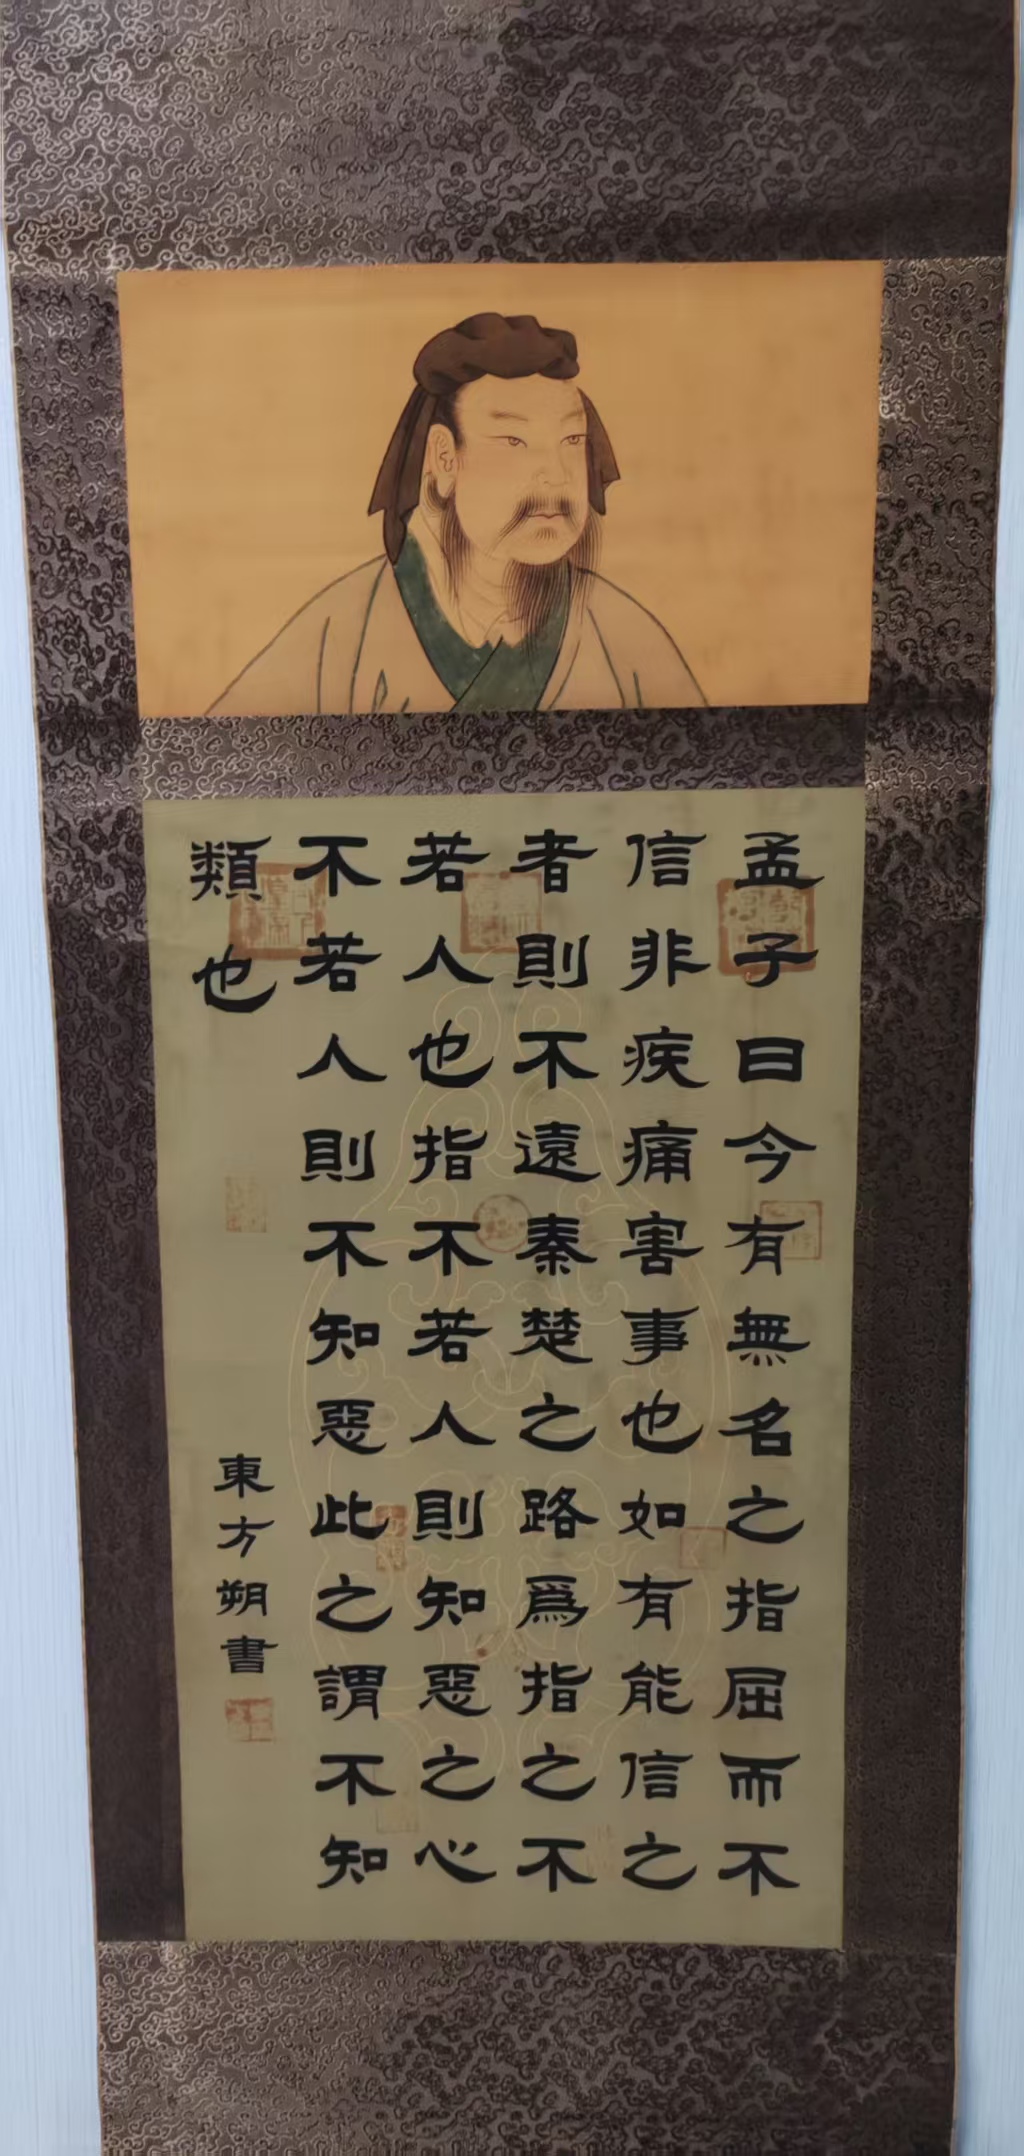 孟子曰今有無名之指屈而不
信非疾痛害事也如有能信之
者則不遠秦楚之路爲指之不
若人也指不若人則知惡之心
不若人則不知惡此之謂不知
類也
東方朔書